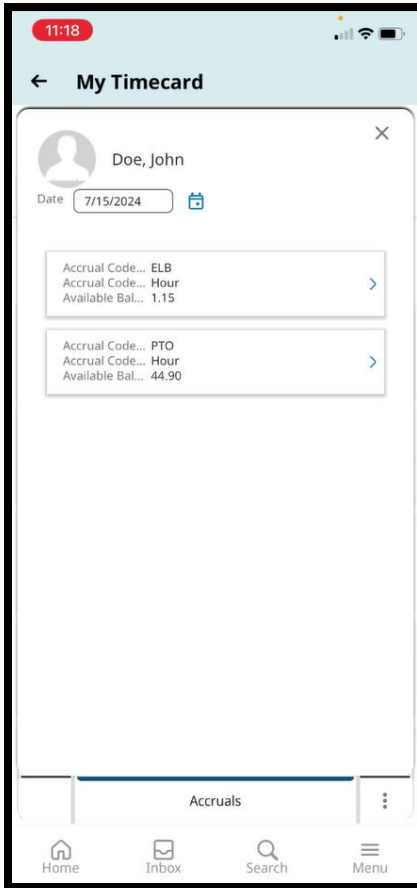 11:18
My Timecard
Doe, John
Date 7/15/2024
Accrual Code... ELB
Accrual Code... Hour
Available Bal... 1.15
Accrual Code... PTO
Accrual Code... Hour
Available Bal... 44.90
Accruals
Home Inbox Search Menu